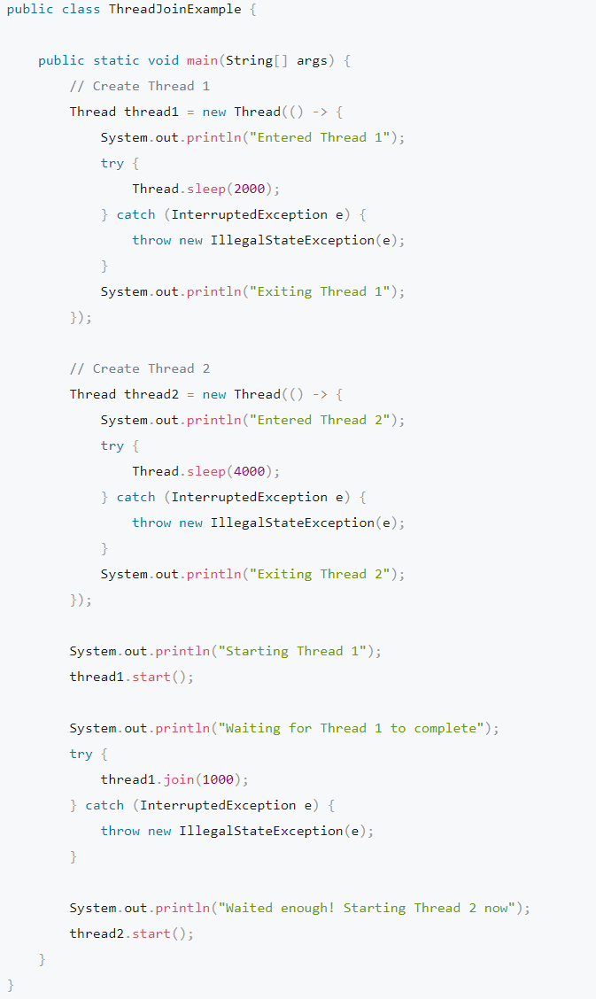 public class ThreadJoinExample {
    public static void main(String[] args) {
        // Create Thread 1
        Thread thread1 = new Thread(() -> {
            System.out.println("Entered Thread 1");
            try {
                Thread.sleep(2000);
            } catch (InterruptedException e) {
                throw new IllegalStateException(e);
            }
            System.out.println("Exiting Thread 1");
        });
        // Create Thread 2
        Thread thread2 = new Thread(() -> {
            System.out.println("Entered Thread 2");
            try {
                Thread.sleep(4000);
            } catch (InterruptedException e) {
                throw new IllegalStateException(e);
            }
            System.out.println("Exiting Thread 2");
        });
        System.out.println("Starting Thread 1");
        thread1.start();
        System.out.println("Waiting for Thread 1 to complete");
        try {
            thread1.join(1000);
        } catch (InterruptedException e) {
            throw new IllegalStateException(e);
        }
        System.out.println("Waited enough! Starting Thread 2 now");
        thread2.start();
    }
}